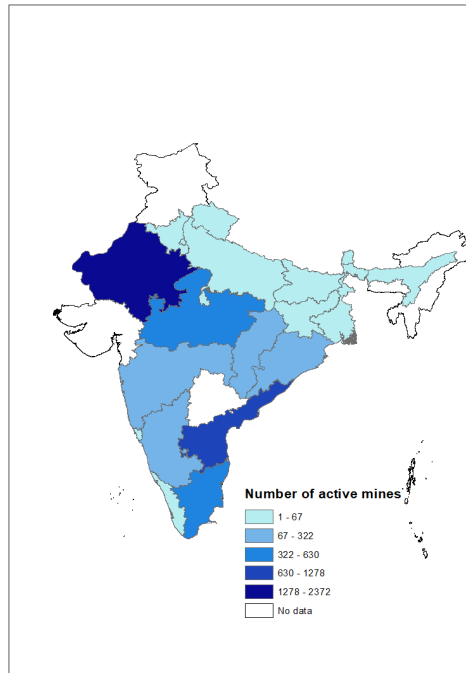 Number of active mines
1 - 67
67 - 322
322 - 630
630 - 1278
1278 - 2372
No data